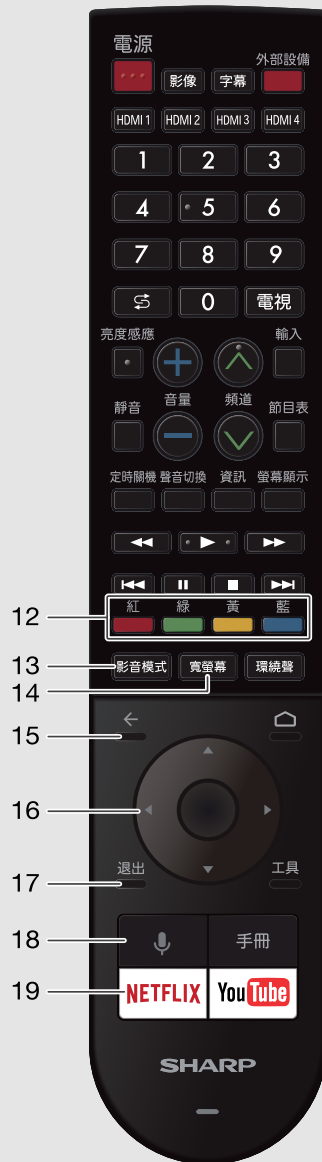 電源
外部設備
影像 字幕
HDMI 1 HDMI 2 HDMI 3 HDMI 4
1 2 3
4 5 6
7 8 9
0 電視
亮度感應 輸入
靜音 音量 頻道 節目表
定時關機 聲音切換 資訊 螢幕顯示
紅 綠 黃 藍
12
13 影音模式 寬螢幕 環繞聲
14
15
16
退出 工具
17
18 手冊
19 NETFLIX YouTube
SHARP